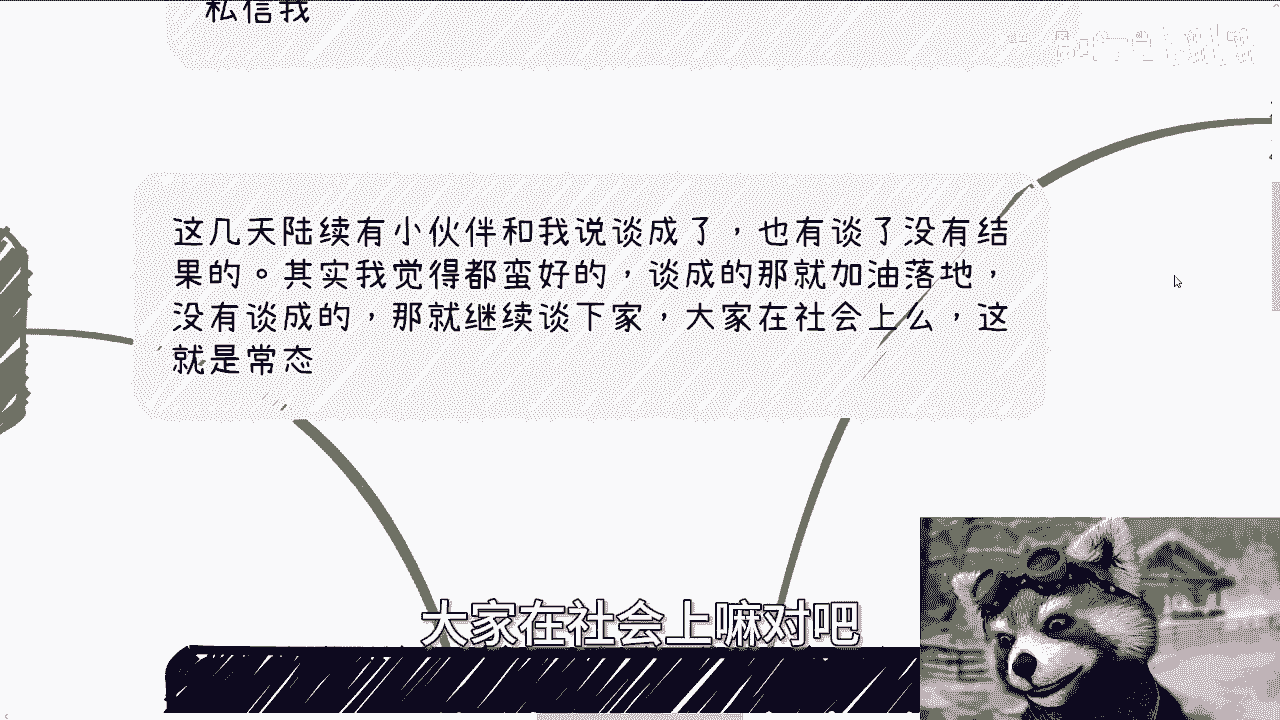 私信我
这几天陆续有小伙伴和我说谈成了，也有谈了没有结
果的。其实我觉得都蛮好的，谈成的那就加油落地，
没有谈成的，那就继续谈下家，大家在社会上么，这
就是常态
大家在社会上嘛对吧